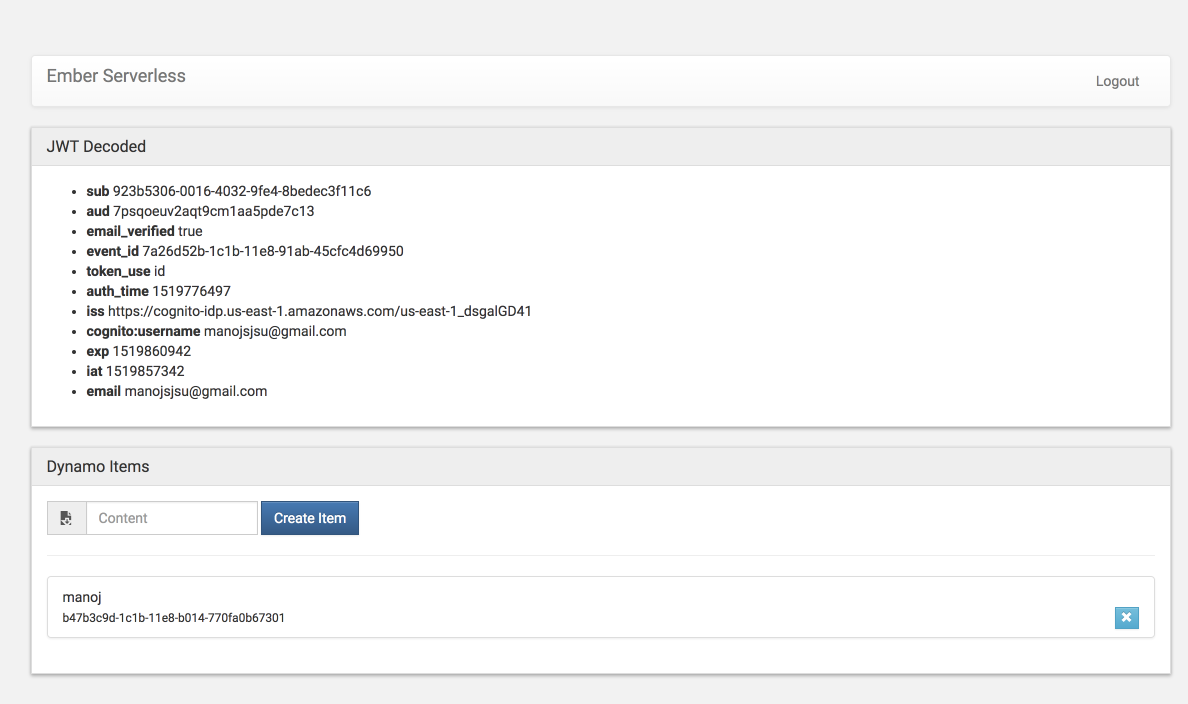 Ember Serverless
Logout
JWT Decoded
sub 923b5306-0016-4032-9fe4-8bedec3f11c6
aud 7psqoeuv2aqt9cm1aa5pde7c13
email_verified true
event_id 7a26d52b-1c1b-11e8-91ab-45cfc4d69950
token_use id
auth_time 1519776497
iss https://cognito-idp.us-east-1.amazonaws.com/us-east-1_dsgalGD41
cognito:username manojsjsu@gmail.com
exp 1519860942
iat 1519857342
email manojsjsu@gmail.com
Dynamo Items
Content
Create Item
manoj
b47b3c9d-1c1b-11e8-b014-770fa0b67301